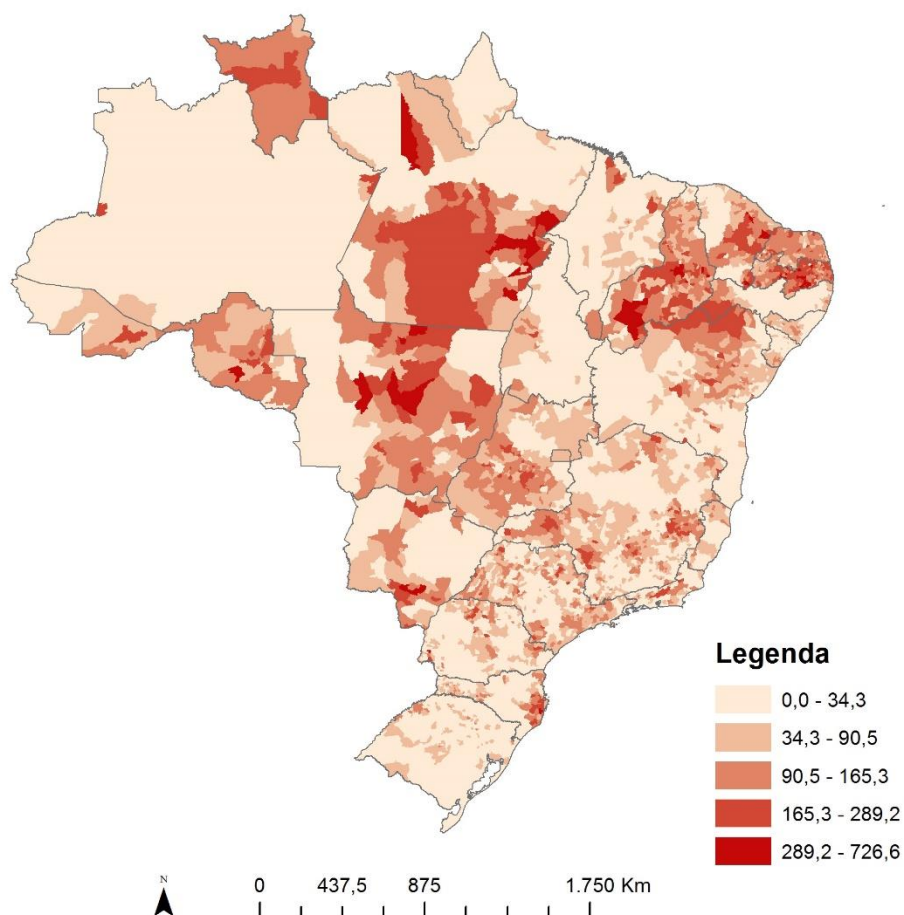 Legenda
0,0 - 34,3
34,3 - 90,5
90,5 - 165,3
165,3 - 289,2
289,2 - 726,6
N
0 437,5 875 1.750 Km